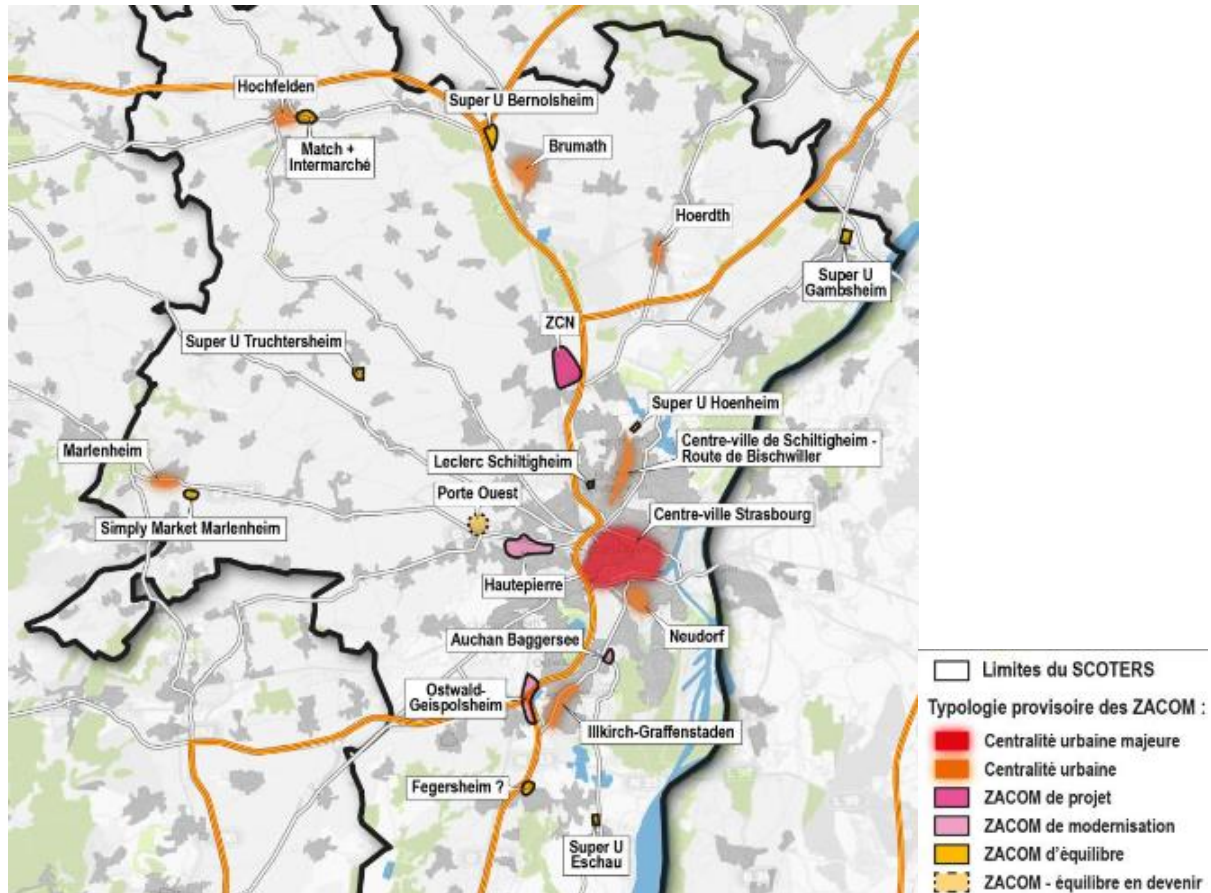 Hochfelden
Super U Bernolsheim
Match +
Intermarché
Brumath
Hoerdth
Super U
Gambsheim
ZCN
Super U Truchtersheim
Super U Hoenheim
Marlenheim
Centre-ville de Schiltigheim -
Route de Bischwiller
Leclerc Schiltigheim
Porte Ouest
Centre-ville Strasbourg
Simply Market Marlenheim
Hautepierre
Auchan Baggersee
Neudorf
Ostwald-
Geispolsheim
Illkirch-Graffenstaden
Fegersheim ?
Super U
Eschau
Limites du SCOTERS
Typologie provisoire des ZACOM :
Centralité urbaine majeure
Centralité urbaine
ZACOM de projet
ZACOM de modernisation
ZACOM d'équilibre
ZACOM - équilibre en devenir